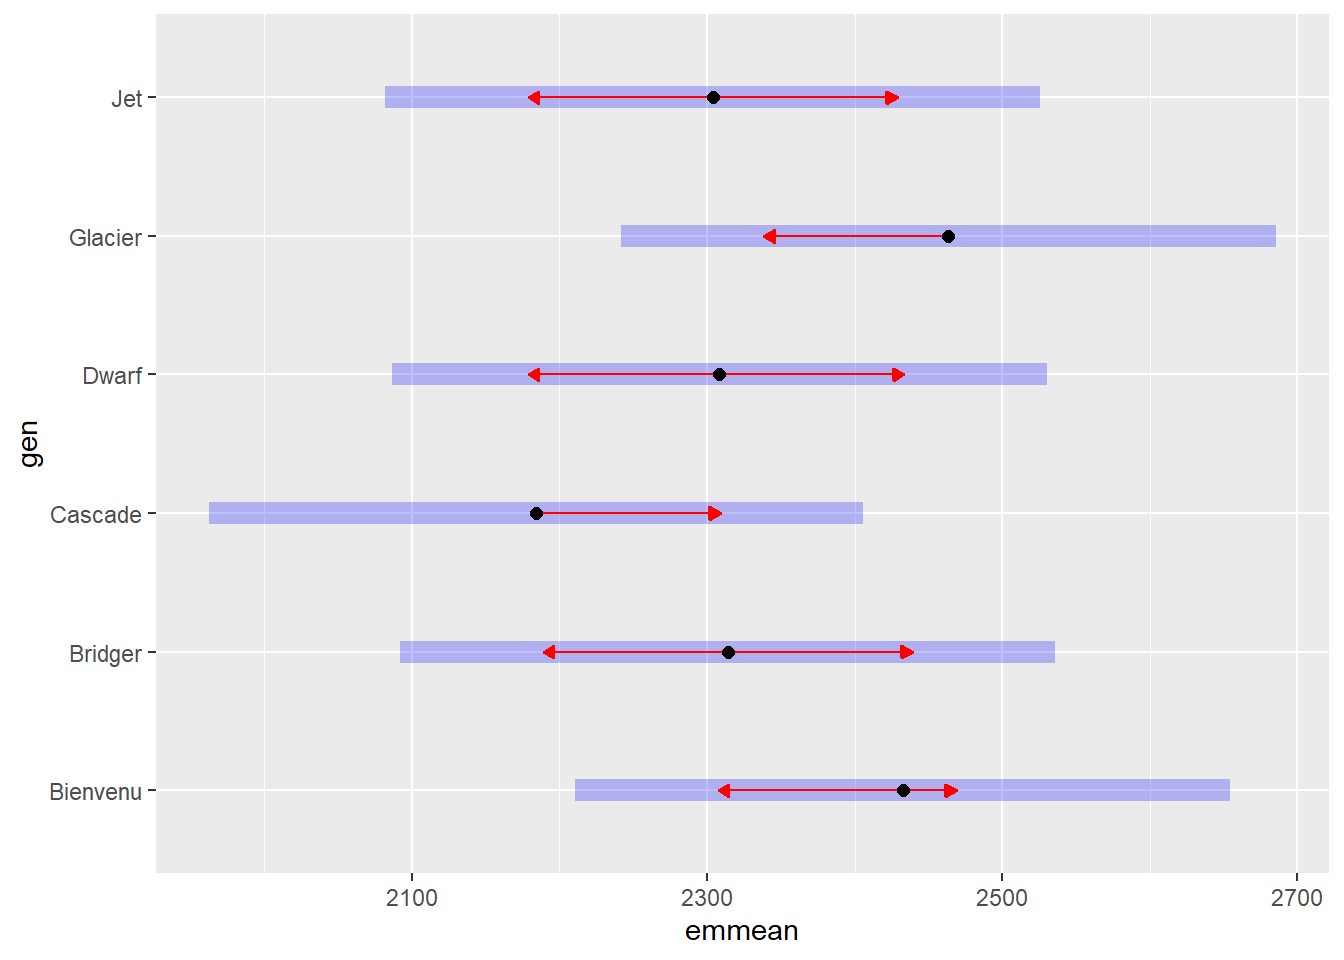 Jet
Glacier
Dwarf
Cascade
Bridger
Bienvenu
gen
2100 2300 2500 2700
emmean